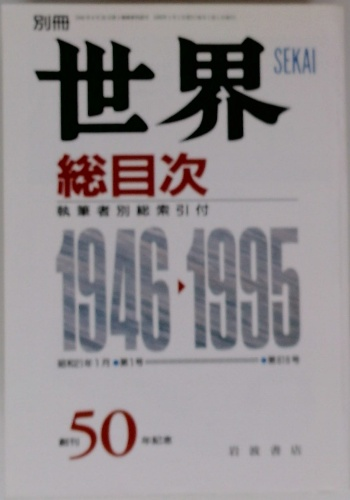 別冊
世界
SEKAI
総目次
執筆者別総索引付
1946▶1995
昭和21年1月●第1号
創刊50年記念
岩波書店